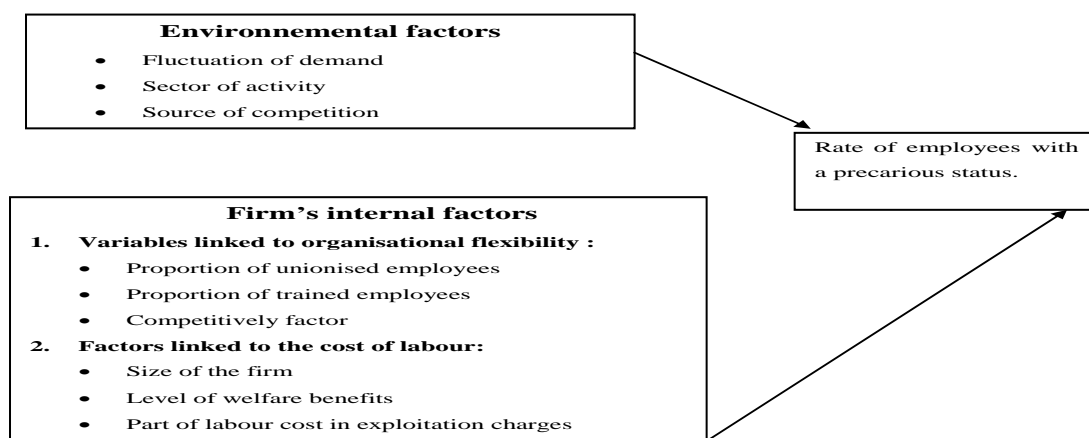 Environnemental factors
• Fluctuation of demand
• Sector of activity
• Source of competition
Rate of employees with
a precarious status.
Firm's internal factors
1. Variables linked to organisational flexibility :
• Proportion of unionised employees
• Proportion of trained employees
• Competitively factor
2. Factors linked to the cost of labour:
• Size of the firm
• Level of welfare benefits
• Part of labour cost in exploitation charges